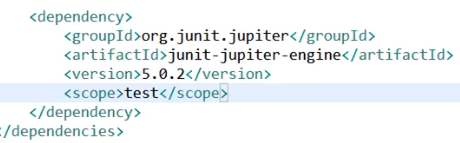 <dependency>
<groupId>org.junit.jupiter</groupId>
<artifactId>junit-jupiter-engine</artifactId>
<version>5.0.2</version>
<scope>test</scope>
</dependency>
</dependencies>